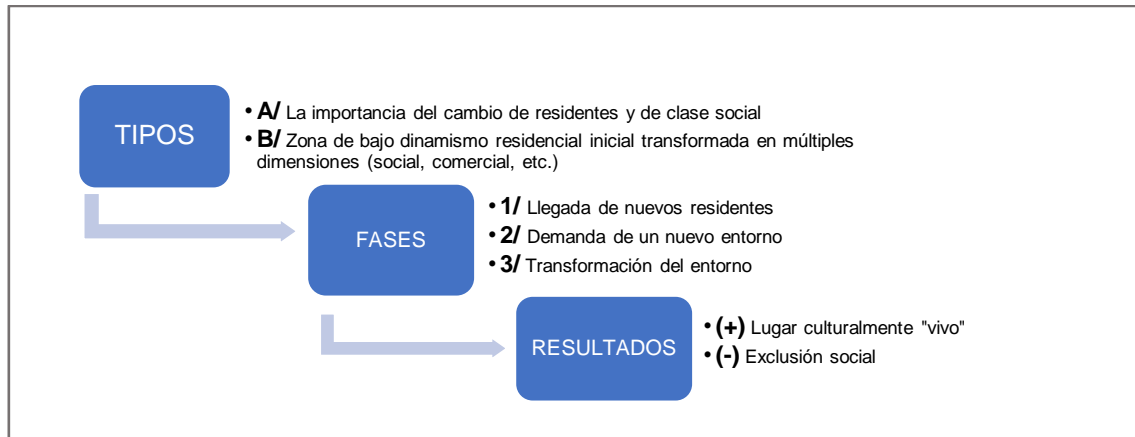 TIPOS
• A/ La importancia del cambio de residentes y de clase social
• B/ Zona de bajo dinamismo residencial inicial transformada en múltiples
dimensiones (social, comercial, etc.)
FASES
• 1/ Llegada de nuevos residentes
• 2/ Demanda de un nuevo entorno
• 3/ Transformación del entorno
RESULTADOS
• (+) Lugar culturalmente "vivo"
• (-) Exclusión social